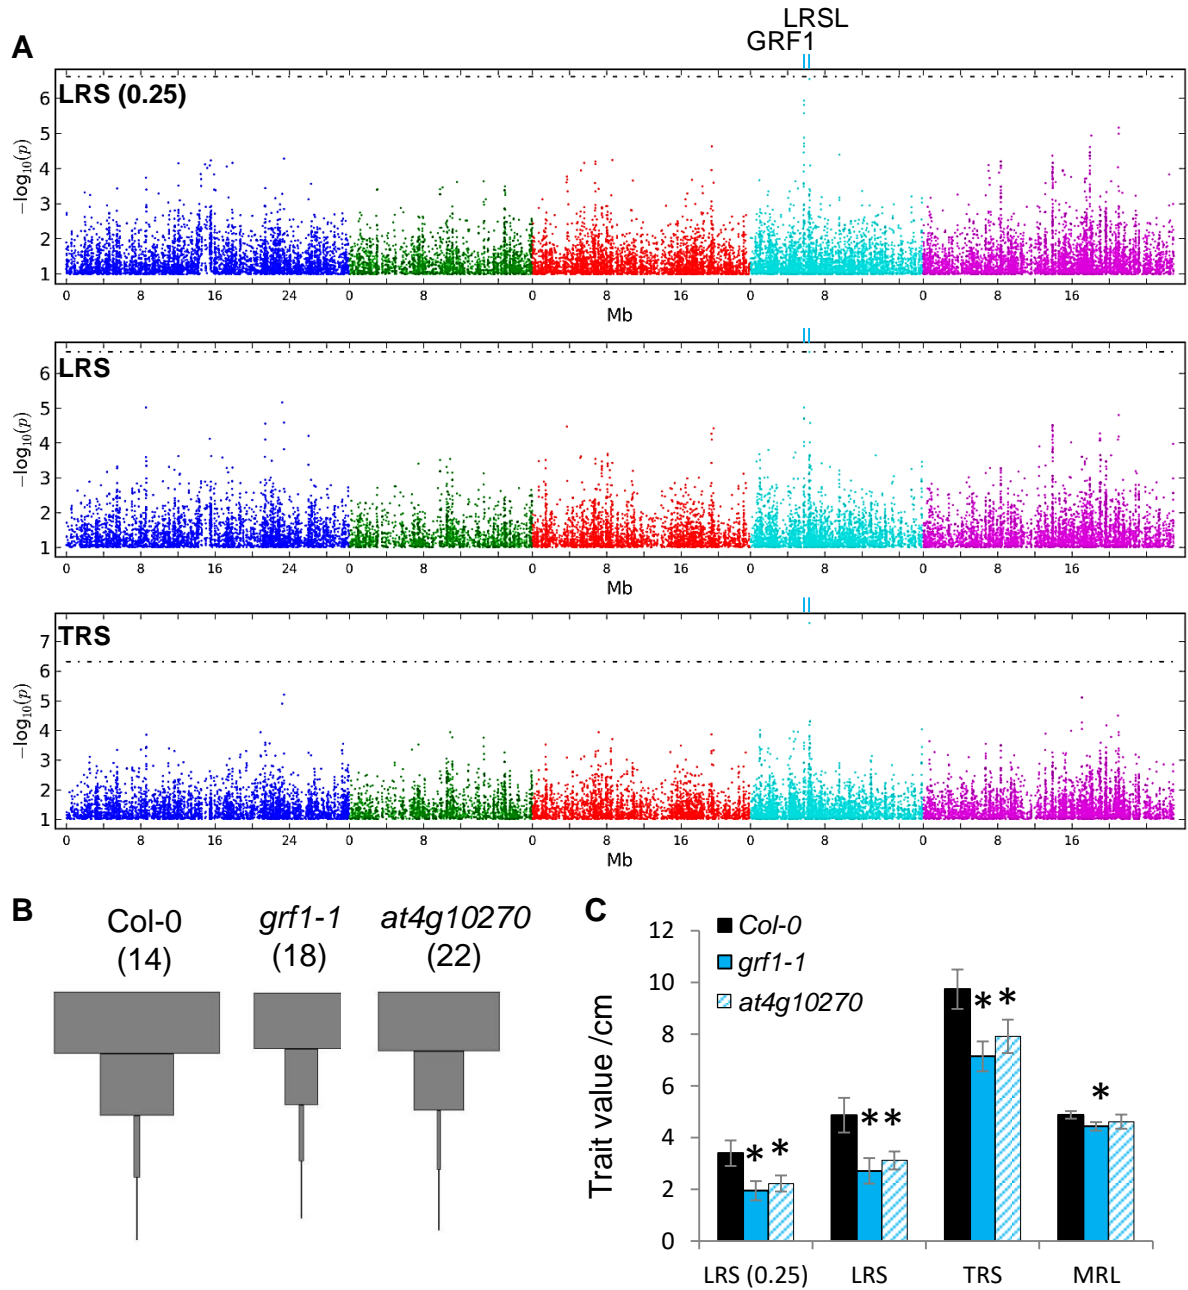 LRSL
A GRF1
LRS (0.25)
6
5
4
3
2
1
−log10(p)
0 8 16 24 0 8 0 8 16 0 8 0 16
Mb
LRS
6
5
4
3
2
1
−log10(p)
0 8 16 24 0 8 0 8 16 0 8 0 16
Mb
TRS
7
6
5
4
3
2
1
−log10(p)
0 8 16 24 0 8 0 8 16 0 8 0 16
Mb
B
Col-0 grf1-1 at4g10270
(14) (18) (22)
C
Col-0
grf1-1
at4g10270
12
10
8
6
4
2
0
Trait value /cm
* * ** * * *
LRS (0.25) LRS TRS MRL